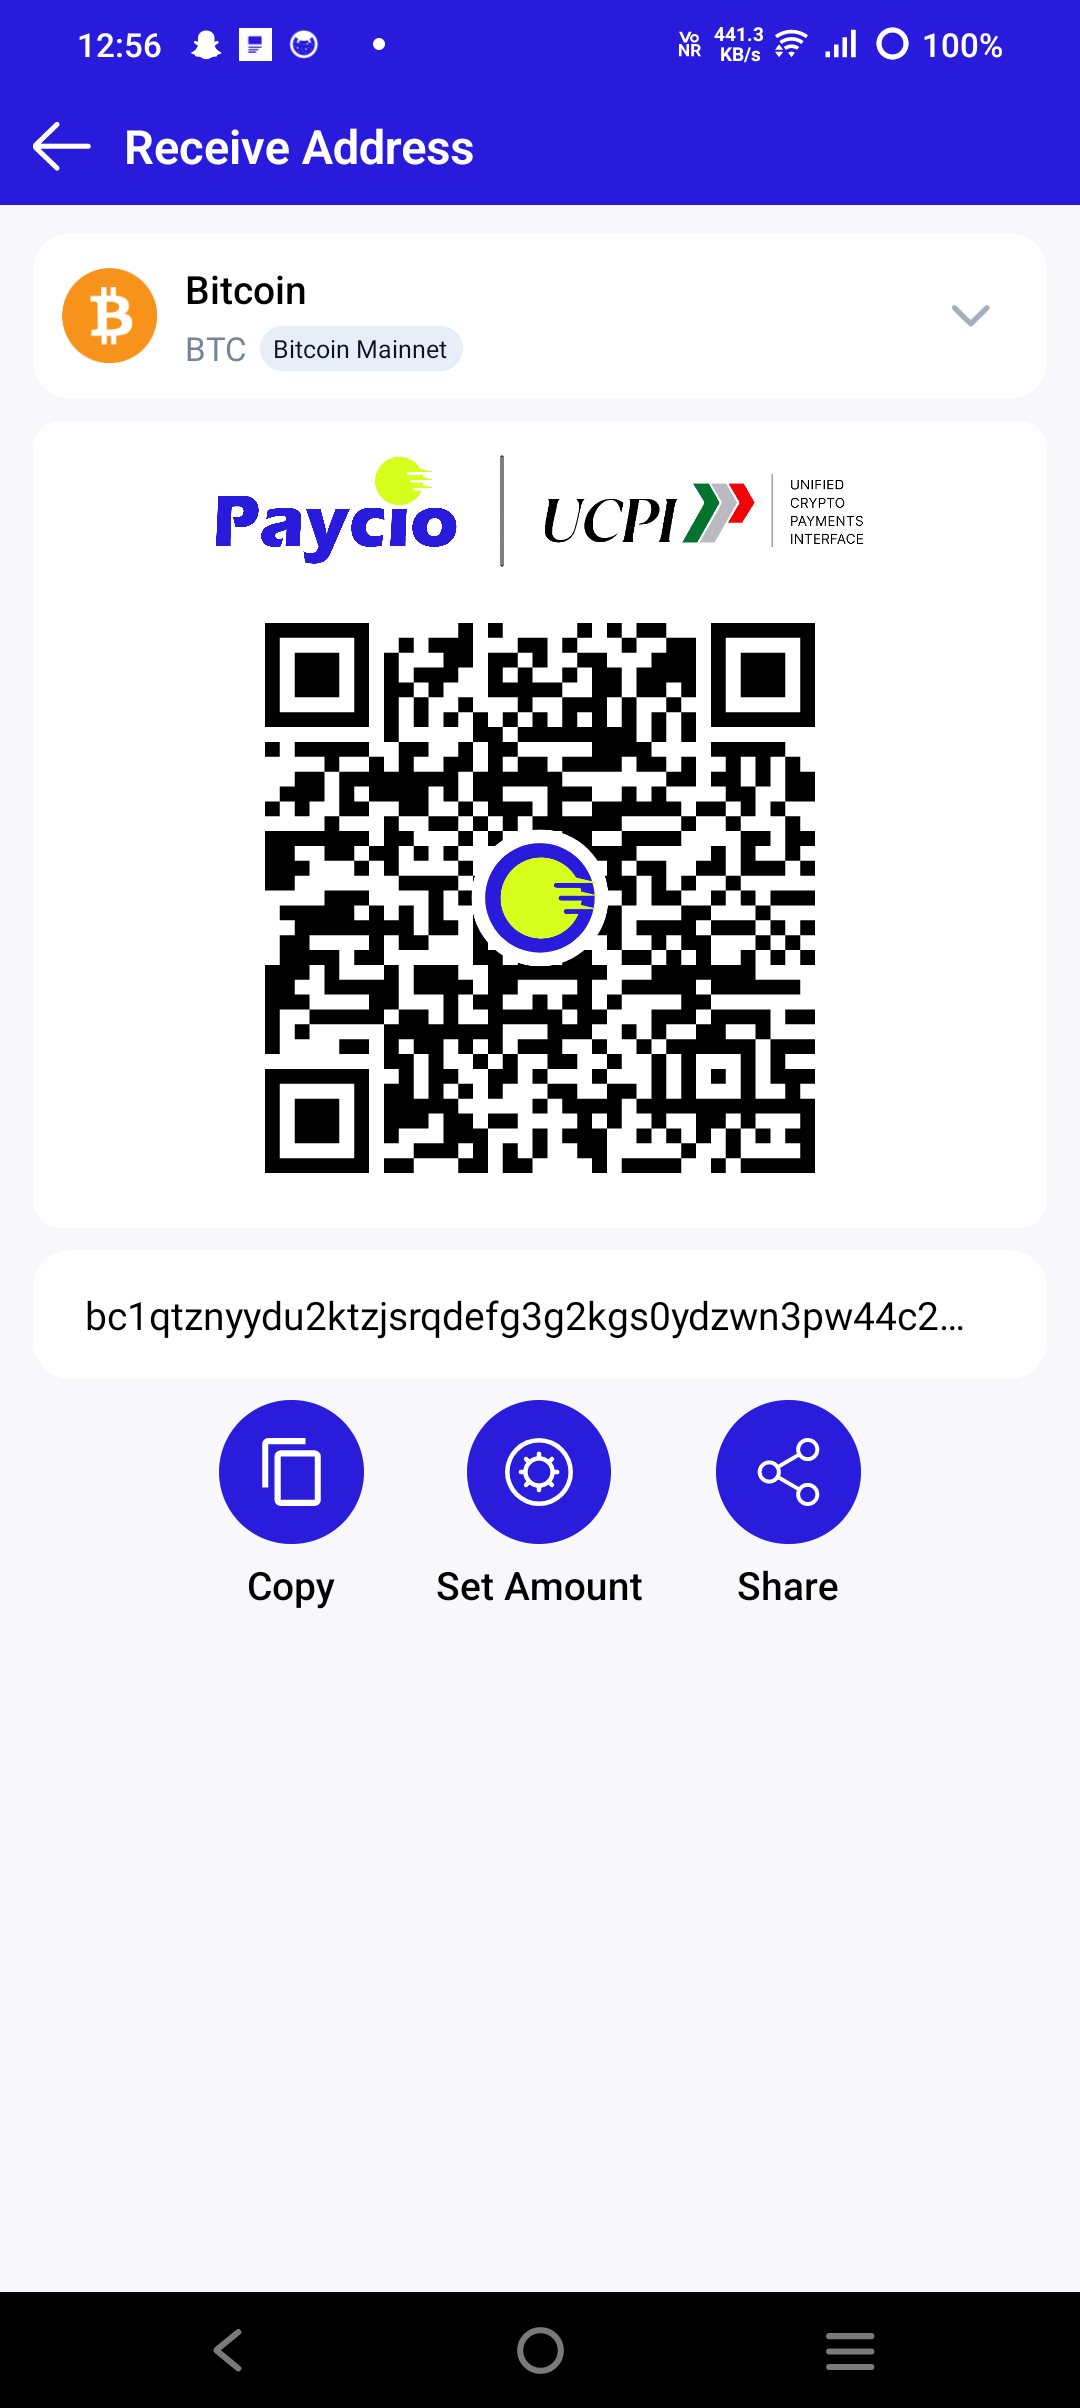 12:56
Vo
NR
441.3
KB/s
100%
Receive Address
Bitcoin
BTC
Bitcoin Mainnet
Paycio
UCPI
UNIFIED
CRYPTO
PAYMENTS
INTERFACE
bc1qtznyydu2ktzjsrqdefg3g2kgs0ydzwn3pw44c2...
Copy
Set Amount
Share